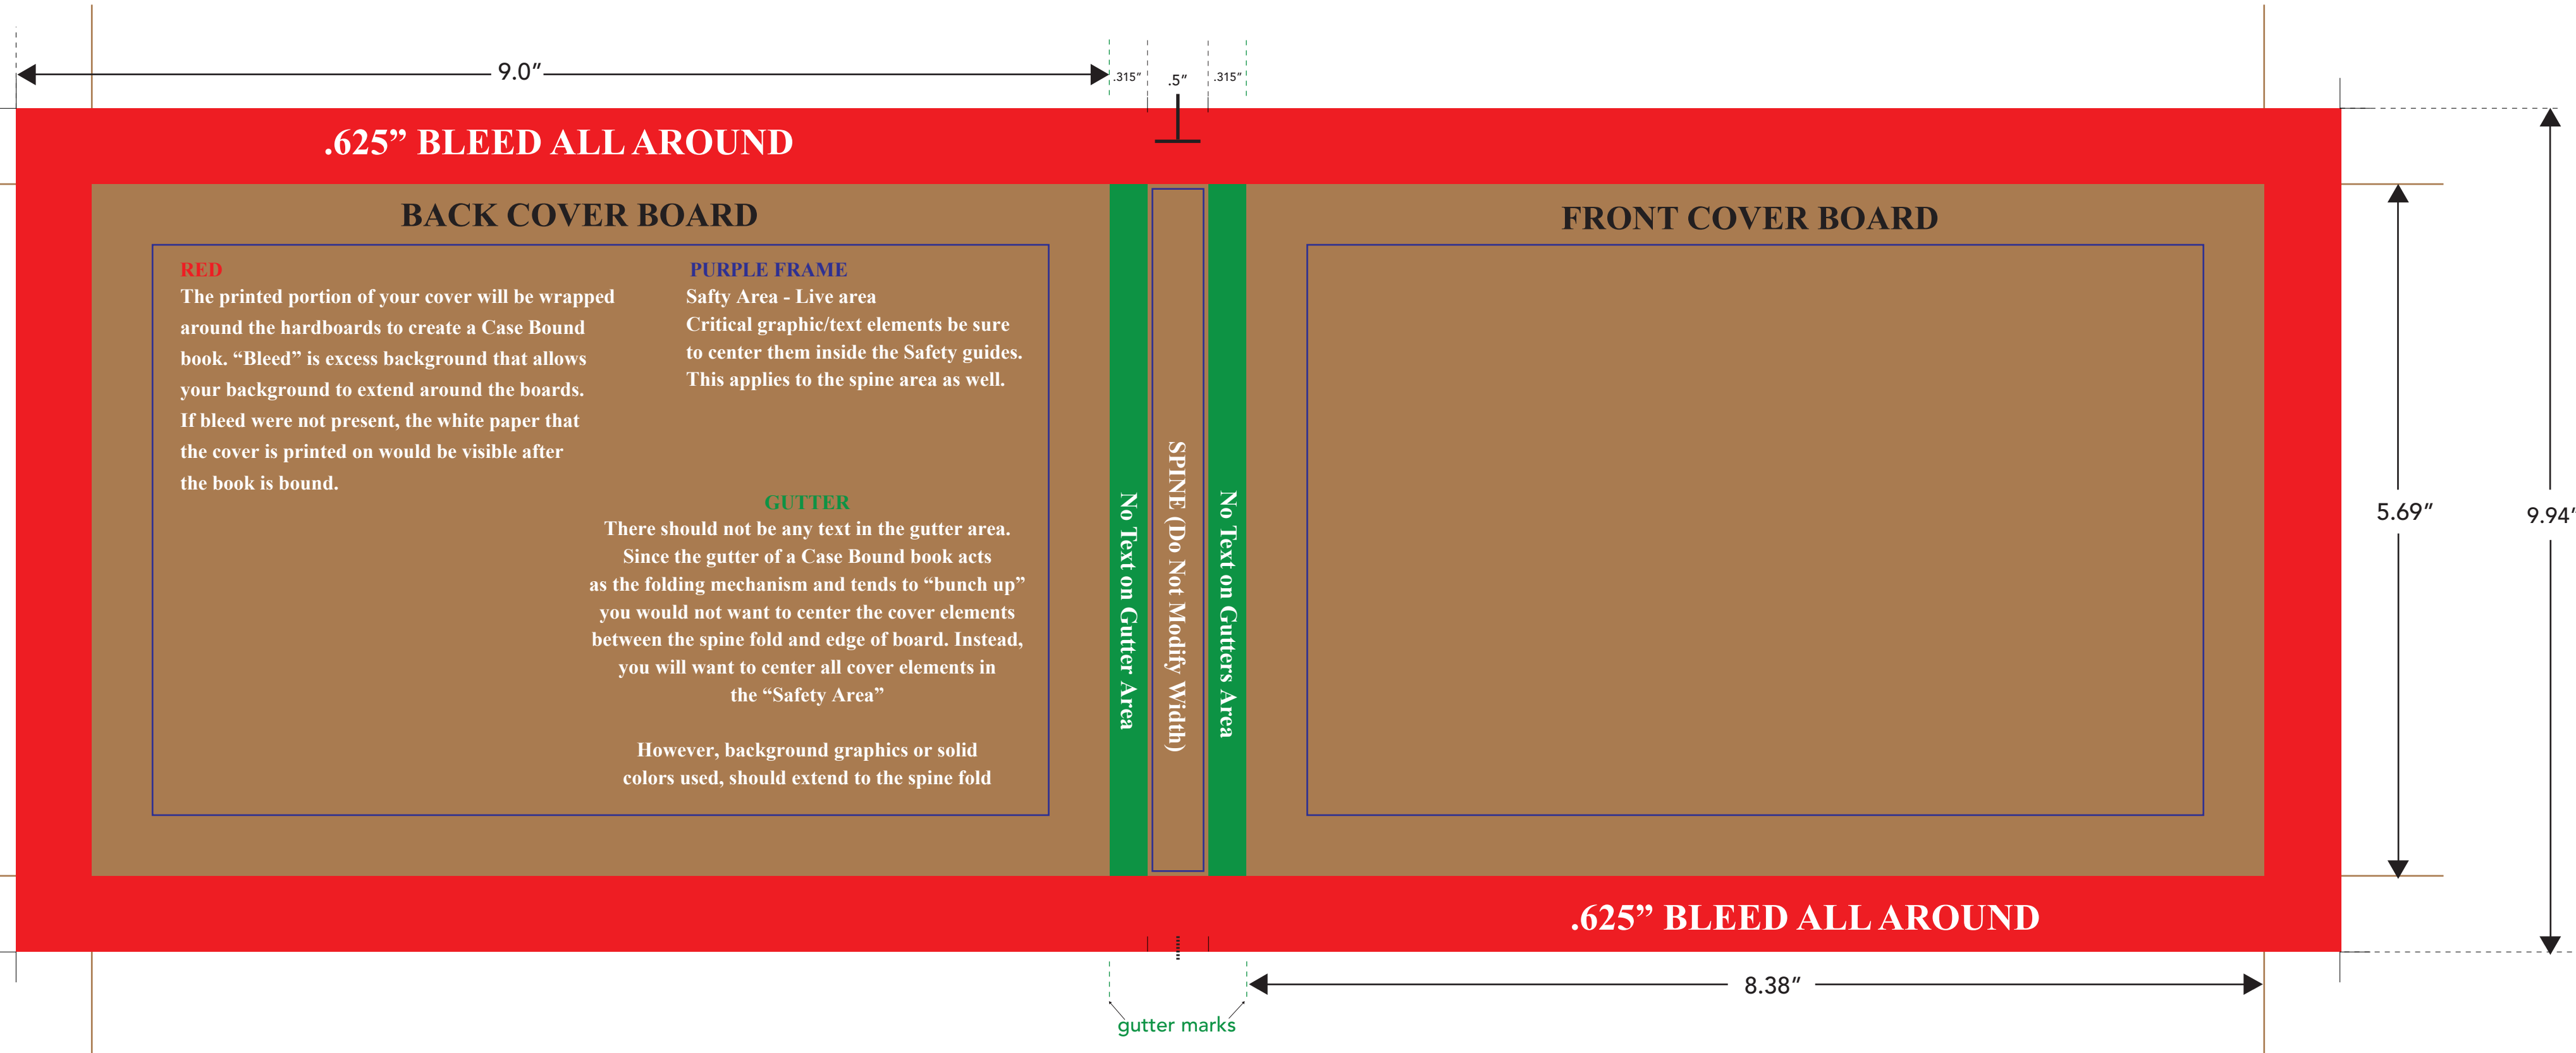 9.0”
.315”
.5”
.315”
.625” BLEED ALL AROUND
BACK COVER BOARD
FRONT COVER BOARD
RED
The printed portion of your cover will be wrapped
around the hardboards to create a Case Bound
book. “Bleed” is excess background that allows
your background to extend around the boards.
If bleed were not present, the white paper that
the cover is printed on would be visible after
the book is bound.
PURPLE FRAME
Safty Area - Live area
Critical graphic/text elements be sure
to center them inside the Safety guides.
This applies to the spine area as well.
GUTTER
There should not be any text in the gutter area.
Since the gutter of a Case Bound book acts
as the folding mechanism and tends to “bunch up”
you would not want to center the cover elements
between the spine fold and edge of board. Instead,
you will want to center all cover elements in
the “Safety Area”
However, background graphics or solid
colors used, should extend to the spine fold
No Text on Gutter Area
SPINE (Do Not Modify Width)
No Text on Gutters Area
5.69”
9.94”
.625” BLEED ALL AROUND
8.38”
gutter marks